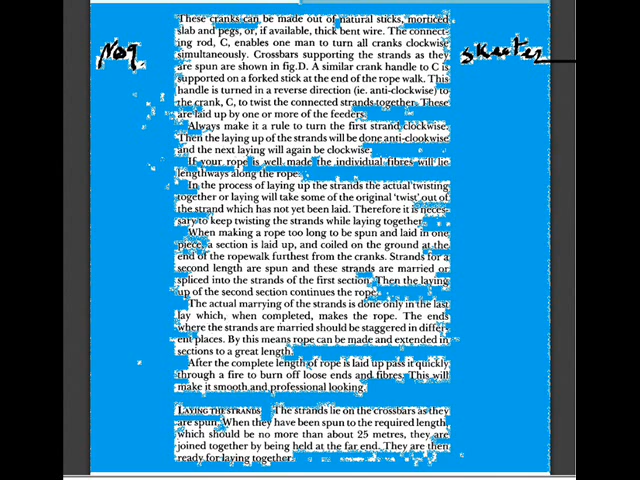 These cranks can be made out of natural sticks, morticed
slab and pegs, or, if available, thick bent wire. The connect-
ing rod, C, enables one man to turn all cranks clockwise
simultaneously. Crossbars supporting the strands as they
are spun are shown in fig.D. A similar crank handle to C is
supported on a forked stick at the end of the rope walk. This
handle is turned in a reverse direction (ie. anti-clockwise) to
the crank, C, to twist the connected strands together. These
are laid up by one or more of the feeders.
Always make it a rule to turn the first strand clockwise.
Then the laying up of the strands will be done anti-clockwise
and the next laying will again be clockwise.
If your rope is well made the individual fibres will lie
lengthways along the rope.
In the process of laying up the strands the actual twisting
together or laying will take some of the original 'twist' out of
the strand which has not yet been laid. Therefore it is neces-
sary to keep twisting the strands while laying together.
When making a rope too long to be spun and laid in one
piece, a section is laid up, and coiled on the ground at the
end of the ropewalk furthest from the cranks. Strands for a
second length are spun and these strands are married or
spliced into the strands of the first section. Then the laying
up of the second section continues the rope.
The actual marrying of the strands is done only in the last
lay which, when completed, makes the rope. The ends
where the strands are married should be staggered in differ-
ent places. By this means rope can be made and extended in
sections to a great length.
After the complete length of rope is laid up pass it quickly
through a fire to burn off loose ends and fibres. This will
make it smooth and professional looking.
LAYING THE STRANDS The strands lie on the crossbars as they
are spun. When they have been spun to the required length,
which should be no more than about 25 metres, they are
joined together by being held at the far end. They are then
ready for laying together.
skeeter